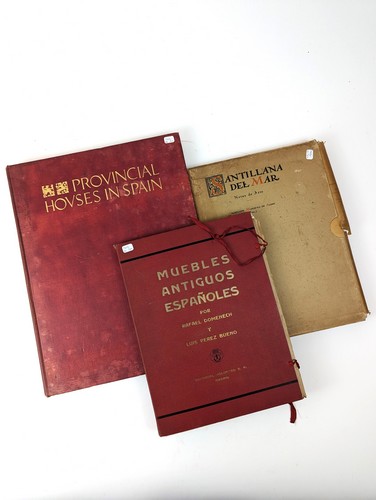 PROVINCIAL
HOVSES IN SPAIN
SANTILLANA
DEL MAR
MUEBLES
ANTIGUOS
ESPAÑOLES
POR
RAFAEL DOMENECH
Y
LUIS PEREZ BUENO